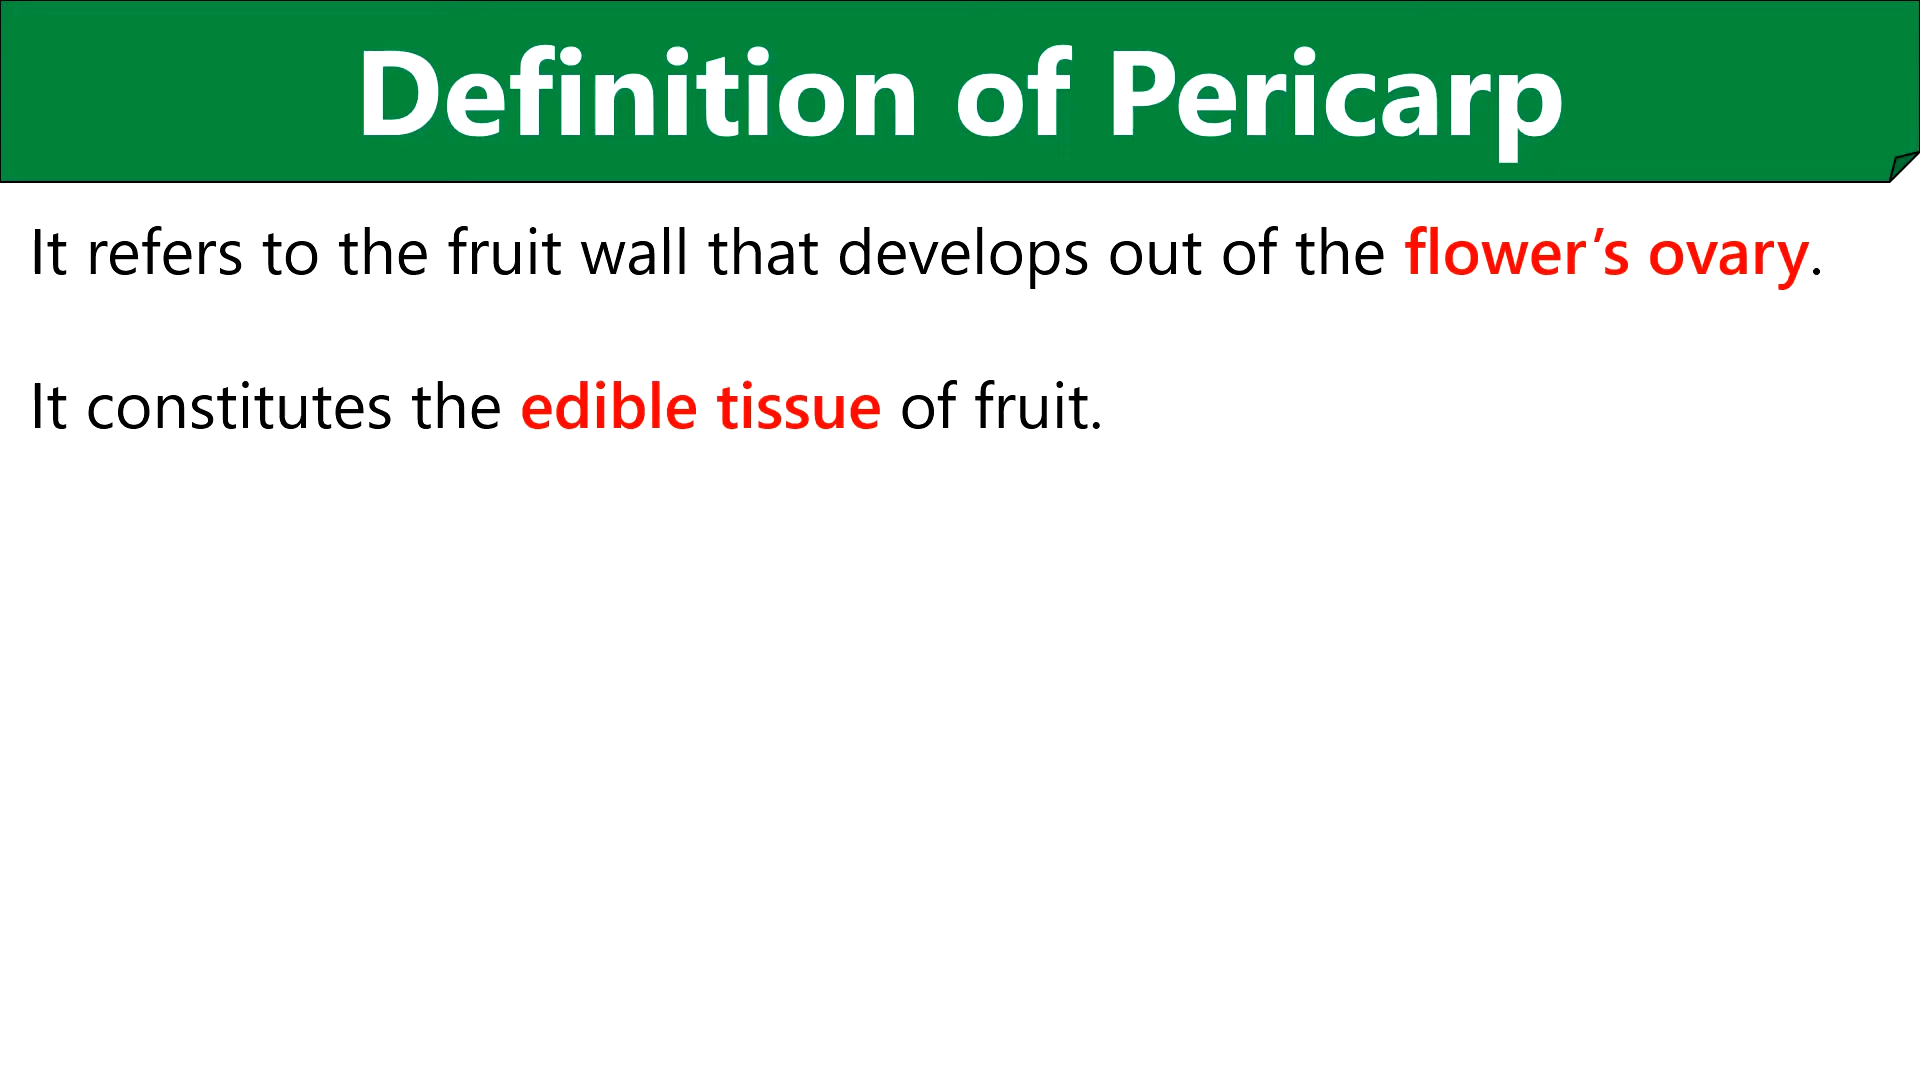 Definition of Pericarp
It refers to the fruit wall that develops out of the flower’s ovary.
It constitutes the edible tissue of fruit.